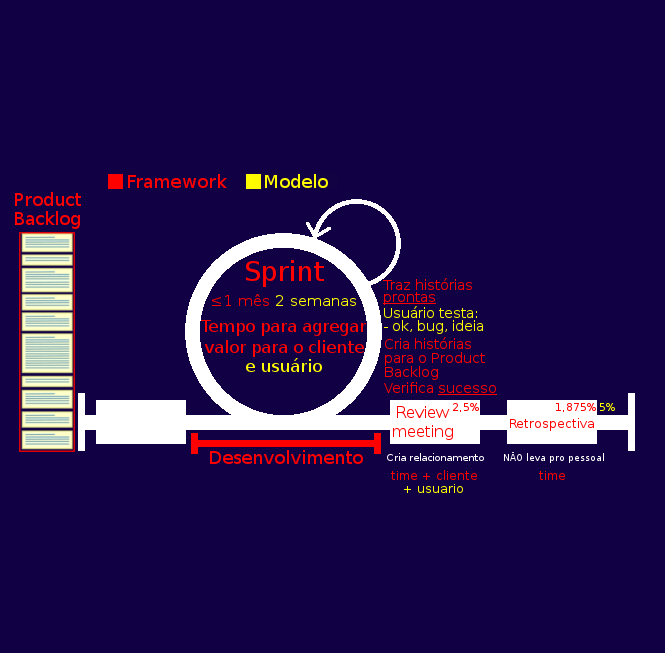 Framework Modelo
Product
Backlog
Sprint
≤1 mês 2 semanas
Tempo para agregar
valor para o cliente
e usuário
Traz histórias
prontas
Usuário testa:
- ok, bug, ideia
Cria histórias
para o Product
Backlog
Verifica sucesso
Desenvolvimento
2,5%
Review
meeting
Cria relacionamento
time + cliente
+ usuario
1,875% 5%
Retrospectiva
NÃO leva pro pessoal
time